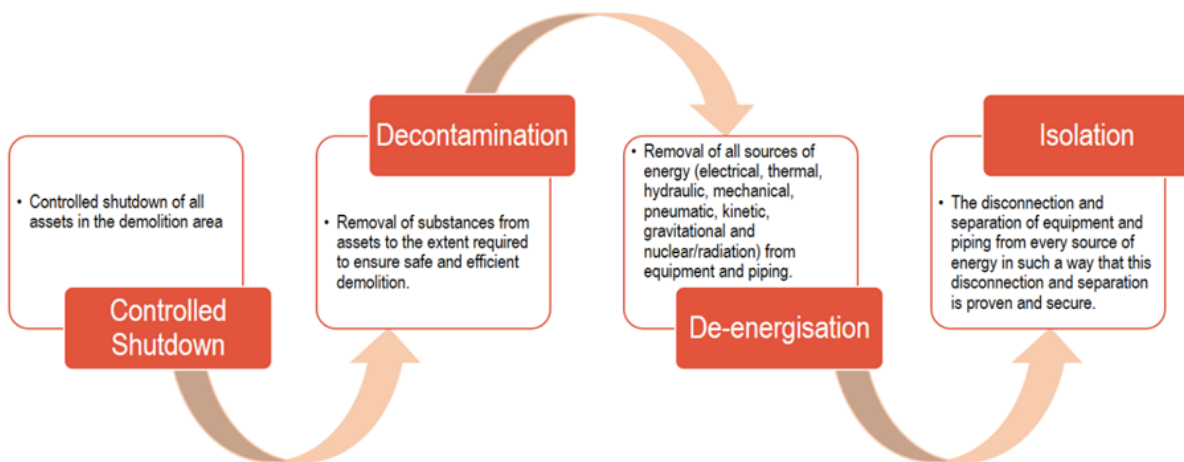 • Controlled shutdown of all
assets in the demolition area
Controlled
Shutdown
Decontamination
• Removal of substances from
assets to the extent required
to ensure safe and efficient
demolition.
• Removal of all sources of
energy (electrical, thermal,
hydraulic, mechanical,
pneumatic, kinetic,
gravitational and
nuclear/radiation) from
equipment and piping.
De-energisation
Isolation
• The disconnection and
separation of equipment and
piping from every source of
energy in such a way that this
disconnection and separation
is proven and secure.